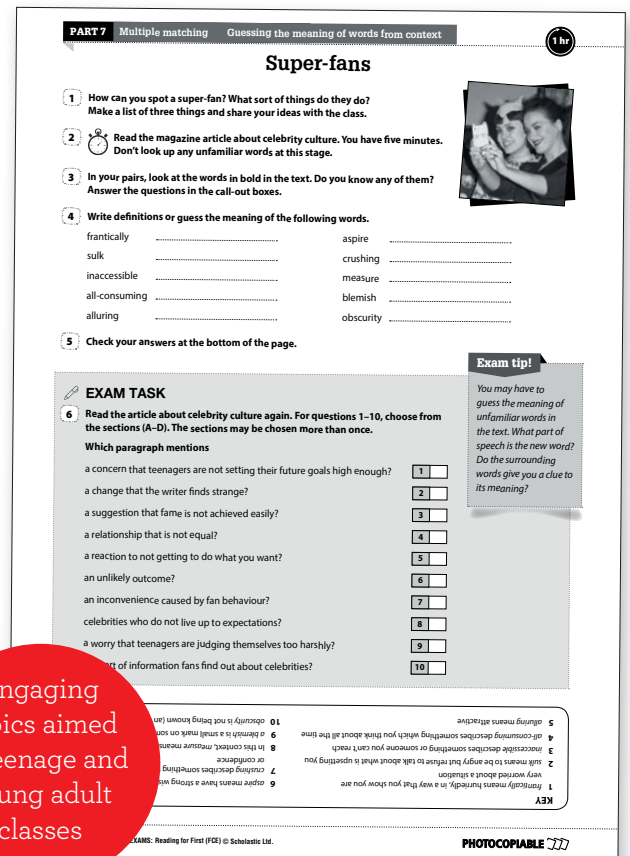 PART 7 Multiple matching Guessing the meaning of words from context
1 hr
Super-fans
1 How can you spot a super-fan? What sort of things do they do?
Make a list of three things and share your ideas with the class.
2 Read the magazine article about celebrity culture. You have five minutes.
Don't look up any unfamiliar words at this stage.
3 In your pairs, look at the words in bold in the text. Do you know any of them?
Answer the questions in the call-out boxes.
4 Write definitions or guess the meaning of the following words.
frantically
sulk
inaccessible
all-consuming
alluring
aspire
crushing
measure
blemish
obscurity
5 Check your answers at the bottom of the page.
Exam tip!
You may have to
guess the meaning of
unfamiliar words in
the text. What part of
speech is the new word?
Do the surrounding
words give you a clue to
its meaning?
EXAM TASK
6 Read the article about celebrity culture again. For questions 1–10, choose from
the sections (A–D). The sections may be chosen more than once.
Which paragraph mentions
a concern that teenagers are not setting their future goals high enough? 1
a change that the writer finds strange? 2
a suggestion that fame is not achieved easily? 3
a relationship that is not equal? 4
a reaction to not getting to do what you want? 5
an unlikely outcome? 6
an inconvenience caused by fan behaviour? 7
celebrities who do not live up to expectations? 8
a worry that teenagers are judging themselves too harshly? 9
of information fans find out about celebrities? 10
KEY
1 frantically means hurriedly, in a way that you show you are
very worried about a situation
2 sulk means to be angry but refuse to talk about what is upsetting you
3 inaccessible describes something or someone you can't reach
4 all-consuming describes something which you think about all the time
5 alluring means attractive
6 aspire means have a strong
7 crushing describes something
or confidence
8 In this context, measure means
9 a blemish is a small mark on
10 obscurity is not being known
ngaging
pics aimed
eenage and
ung adult
classes
EXAMS: Reading for First (FCE) © Scholastic Ltd.
PHOTOCOPIABLE